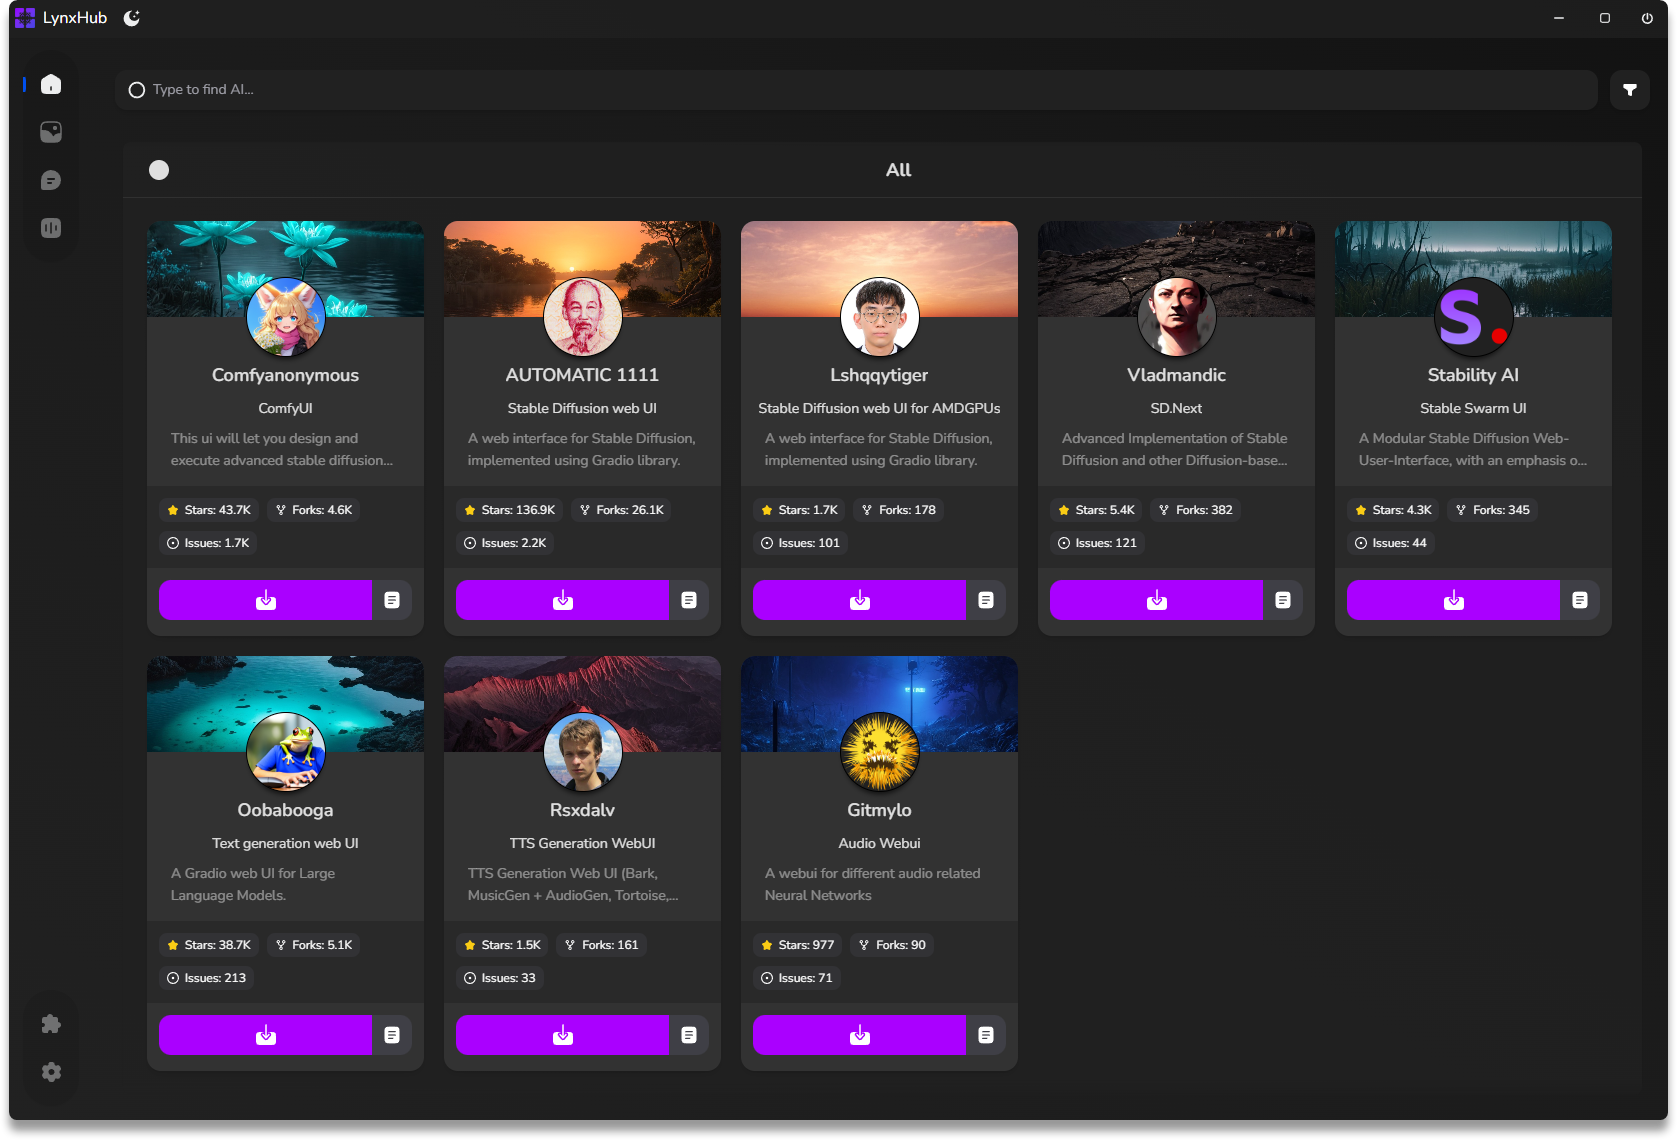 LynxHub
Type to find AI...
All
Comfyanonymous
ComfyUI
This ui will let you design and
execute advanced stable diffusion...
Stars: 43.7K
Forks: 4.6K
Issues: 1.7K
AUTOMATIC 1111
Stable Diffusion web UI
A web interface for Stable Diffusion,
implemented using Gradio library.
Stars: 136.9K
Forks: 26.1K
Issues: 2.2K
Lshqqytiger
Stable Diffusion web UI for AMDGPUs
A web interface for Stable Diffusion,
implemented using Gradio library.
Stars: 1.7K
Forks: 178
Issues: 101
Vladmandic
SD.Next
Advanced Implementation of Stable
Diffusion and other Diffusion-base...
Stars: 5.4K
Forks: 382
Issues: 121
S.
Stability AI
Stable Swarm UI
A Modular Stable Diffusion Web-
User-Interface, with an emphasis o...
Stars: 4.3K
Forks: 345
Issues: 44
Oobabooga
Text generation web UI
A Gradio web UI for Large
Language Models.
Stars: 38.7K
Forks: 5.1K
Issues: 213
Rsxdalv
TTS Generation WebUI
TTS Generation Web UI (Bark,
MusicGen + AudioGen, Tortoise,...
Stars: 1.5K
Forks: 161
Issues: 33
Gitmylo
Audio Webui
A webui for different audio related
Neural Networks
Stars: 977
Forks: 90
Issues: 71